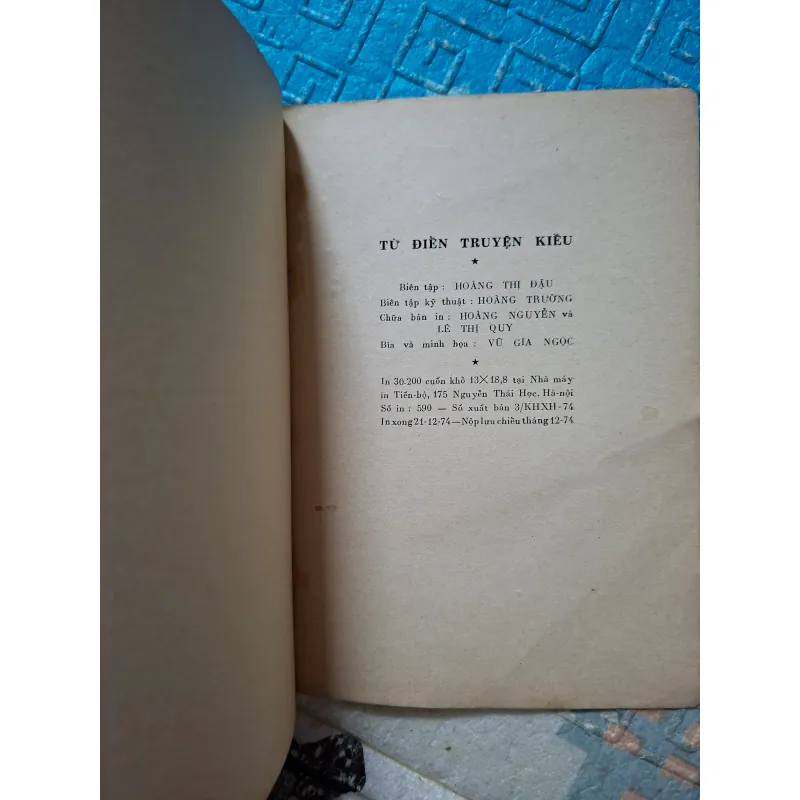 TỪ ĐIỂN TRUYỆN KIỀU
★
Biên tập : HOÀNG THỊ ĐẬU
Biên tập kỹ thuật : HOÀNG TRƯỜNG
Chữa bản in : HOÀNG NGUYỄN và
LÊ THỊ QUY
Bìa và minh họa : VŨ GIA NGỌC
★
In 30.200 cuốn khổ 13×18,8 tại Nhà máy
in Tiến-bộ, 175 Nguyễn Thái Học, Hà-nội
Số in : 590 — Số xuất bản 3/KHXH-74
In xong 21-12-74—Nộp lưu chiều tháng 12-74